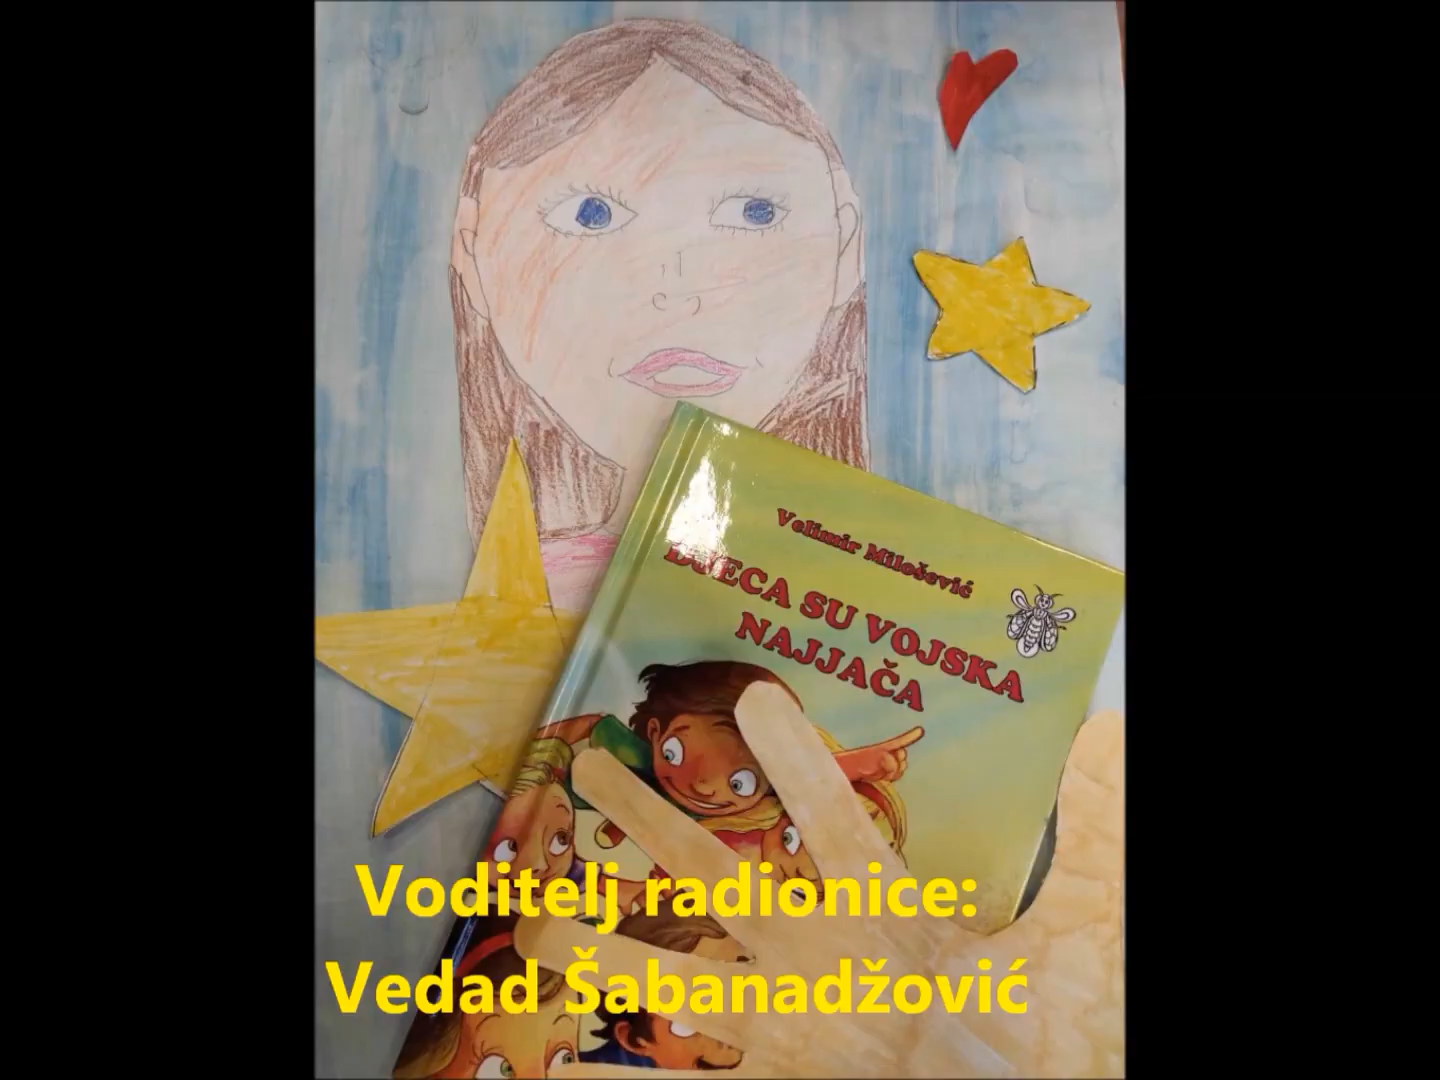 Velimir Milošević
DJECA SU VOJSKA
NAJJAČA
Voditelj radionice:
Vedad Šabanadžović